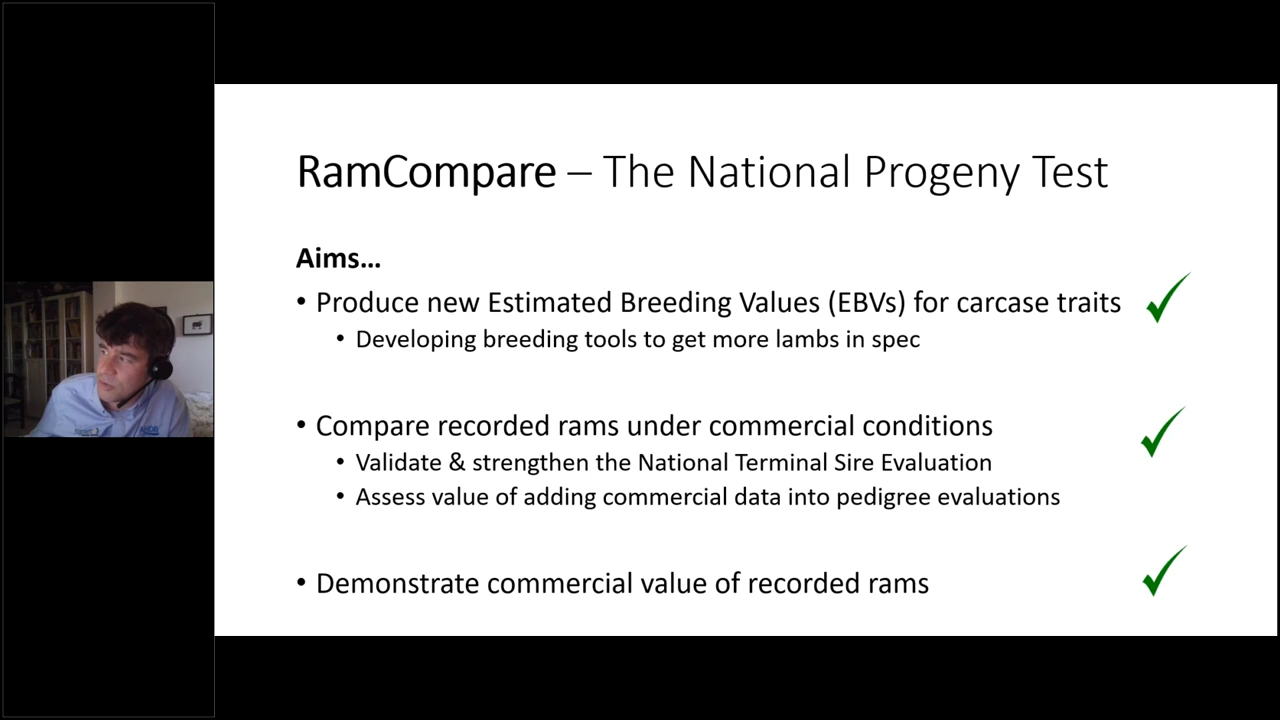 RamCompare – The National Progeny Test
Aims…
• Produce new Estimated Breeding Values (EBVs) for carcase traits
• Developing breeding tools to get more lambs in spec
• Compare recorded rams under commercial conditions
• Validate & strengthen the National Terminal Sire Evaluation
• Assess value of adding commercial data into pedigree evaluations
• Demonstrate commercial value of recorded rams
AHDB